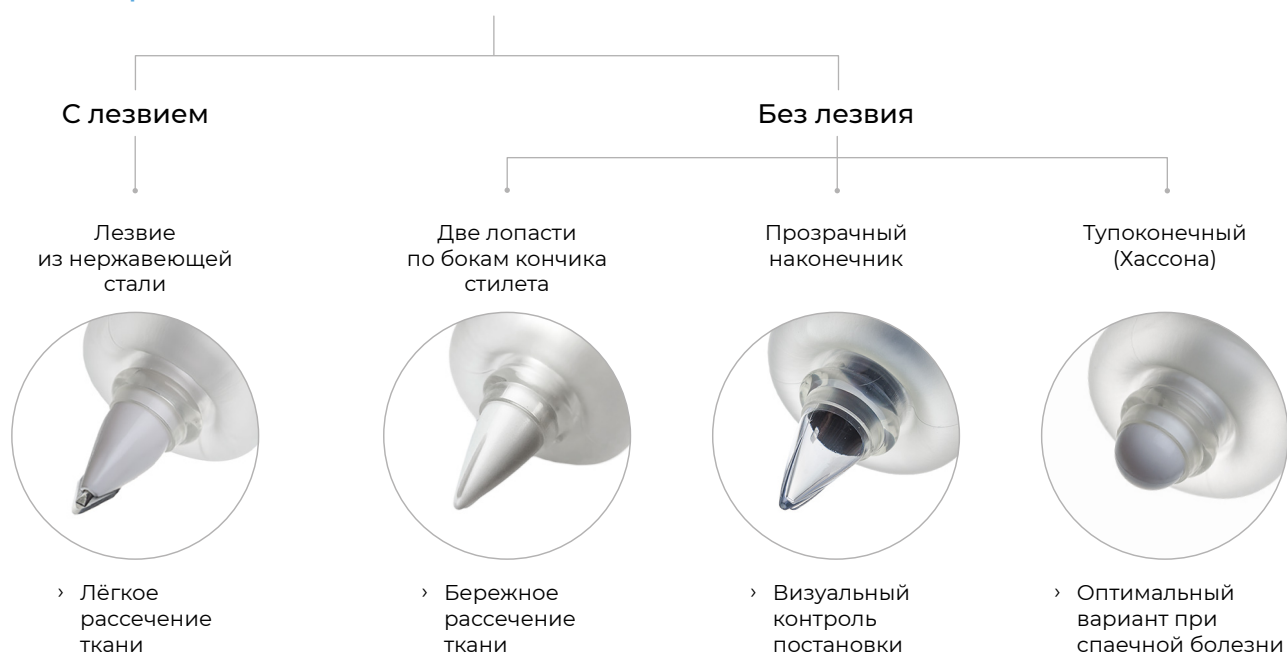 С лезвием
Без лезвия
Лезвие
из нержавеющей
стали
Две лопасти
по бокам кончика
стилета
Прозрачный
наконечник
Тупоконечный
(Хассона)
› Лёгкое
рассечение
ткани
› Бережное
рассечение
ткани
› Визуальный
контроль
постановки
› Оптимальный
вариант при
спаечной болезни